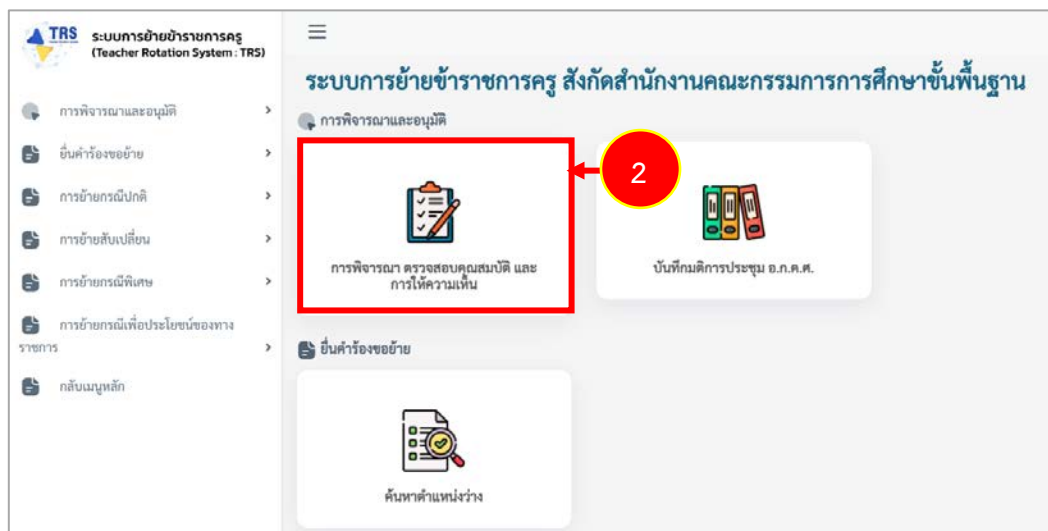 TRS ระบบการย้ายข้าราชการครู
(Teacher Rotation System : TRS)
การพิจารณาและอนุมัติ
ยื่นคำร้องขอย้าย
การย้ายกรณีปกติ
การย้ายสับเปลี่ยน
การย้ายกรณีพิเศษ
การย้ายกรณีเพื่อประโยชน์ของทาง
ราชการ
กลับเมนูหลัก
ระบบการย้ายข้าราชการครู สังกัดสำนักงานคณะกรรมการการศึกษาขั้นพื้นฐาน
การพิจารณาและอนุมัติ
2
การพิจารณา ตรวจสอบคุณสมบัติ และ
การให้ความเห็น
บันทึกมติการประชุม อ.ก.ค.ศ.
ยื่นคำร้องขอย้าย
ค้นหาตำแหน่งว่าง